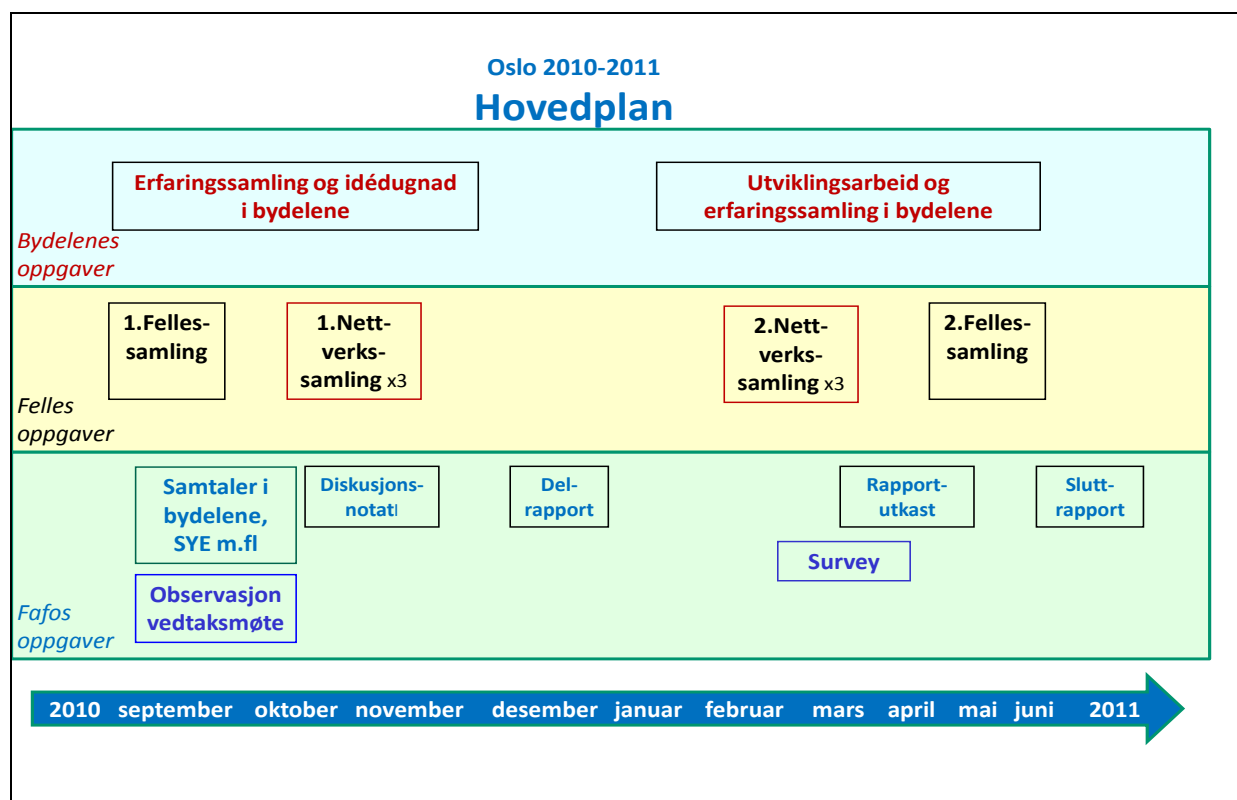 Oslo 2010-2011
Hovedplan
Erfaringssamling og idédugnad
i bydelene
Utviklingsarbeid og
erfaringssamling i bydelene
Bydelenes
oppgaver
1.Felles-
samling
1.Nett-
verks-
samling x3
2.Nett-
verks-
samling x3
2.Felles-
samling
Felles
oppgaver
Samtaler i
bydelene,
SYE m.fl
Diskusjons-
notat
Del-
rapport
Rapport-
utkast
Slutt-
rapport
Survey
Observasjon
vedtaksmøte
Fafos
oppgaver
2010 september oktober november desember januar februar mars april mai juni 2011